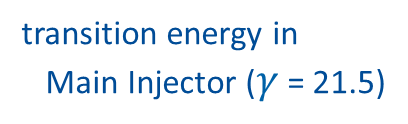 transition energy in
Main Injector (γ = 21.5)